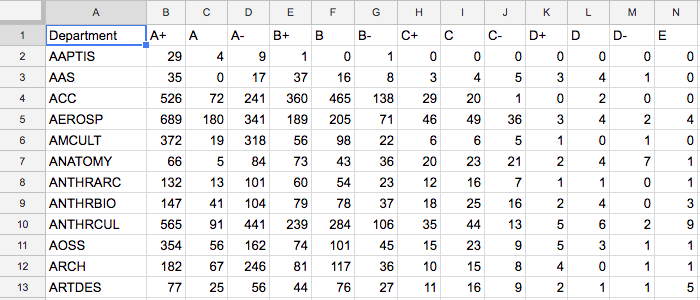 A B C D E F G H I J K L M N
1 Department A+ A A- B+ B B- C+ C C- D+ D D- E
2 AAPTIS 29 4 9 1 0 1 0 0 0 0 0 0 0
3 AAS 35 0 17 37 16 8 3 4 5 3 4 1 0
4 ACC 526 72 241 360 465 138 29 20 1 0 2 0 0
5 AEROSP 689 180 341 189 205 71 46 49 36 3 4 2 4
6 AMCULT 372 19 318 56 98 22 6 6 5 1 0 1 0
7 ANATOMY 66 5 84 73 43 36 20 23 21 2 4 7 1
8 ANTHRARC 132 13 101 60 54 23 12 16 7 1 1 0 1
9 ANTHRBIO 147 41 104 79 78 37 18 25 16 2 4 0 3
10 ANTHRCUL 565 91 441 239 284 106 35 44 13 5 6 2 9
11 AOSS 354 56 162 74 101 45 15 23 9 5 3 1 1
12 ARCH 182 67 246 81 117 36 10 15 8 4 0 1 1
13 ARTDES 77 25 56 44 76 27 11 16 9 2 1 1 5